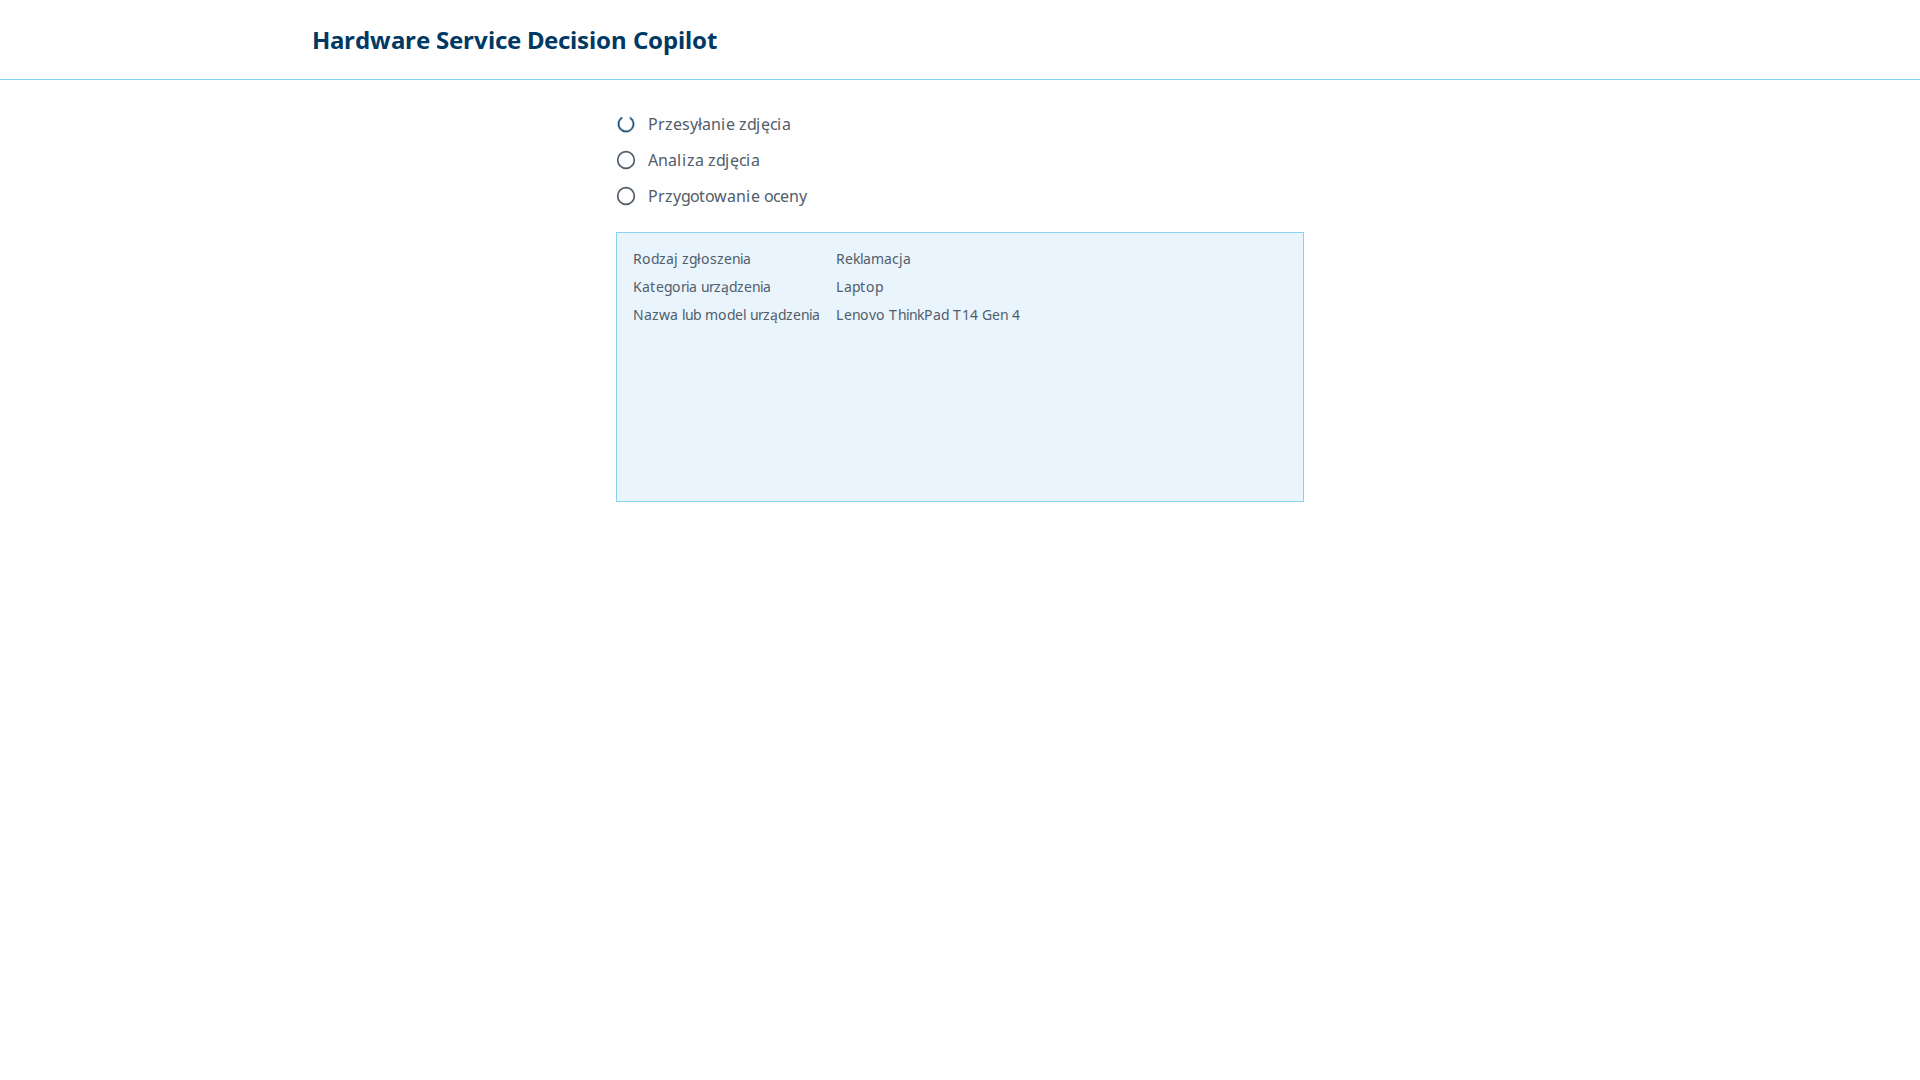 Hardware Service Decision Copilot
Przesyłanie zdjęcia
Analiza zdjęcia
Przygotowanie oceny
Rodzaj zgłoszenia Reklamacja
Kategoria urządzenia Laptop
Nazwa lub model urządzenia Lenovo ThinkPad T14 Gen 4